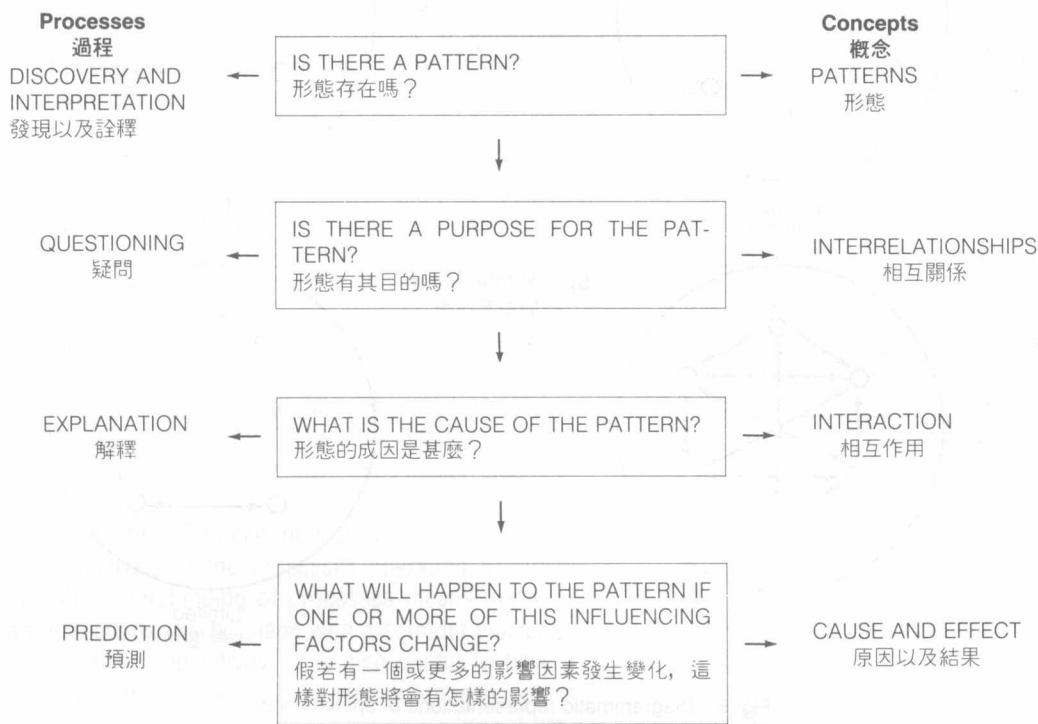 Processes
過程
DISCOVERY AND
INTERPRETATION
發現以及詮釋
IS THERE A PATTERN?
形態存在嗎？
Concepts
概念
PATTERNS
形態
QUESTIONING
疑問
IS THERE A PURPOSE FOR THE PAT-
TERN?
形態有其目的嗎？
INTERRELATIONSHIPS
相互關係
EXPLANATION
解釋
WHAT IS THE CAUSE OF THE PATTERN?
形態的成因是甚麼？
INTERACTION
相互作用
PREDICTION
預測
WHAT WILL HAPPEN TO THE PATTERN IF
ONE OR MORE OF THIS INFLUENCING
FACTORS CHANGE?
假若有一個或更多的影響因素發生變化，這
樣對形態將會有怎樣的影響？
CAUSE AND EFFECT
原因以及結果